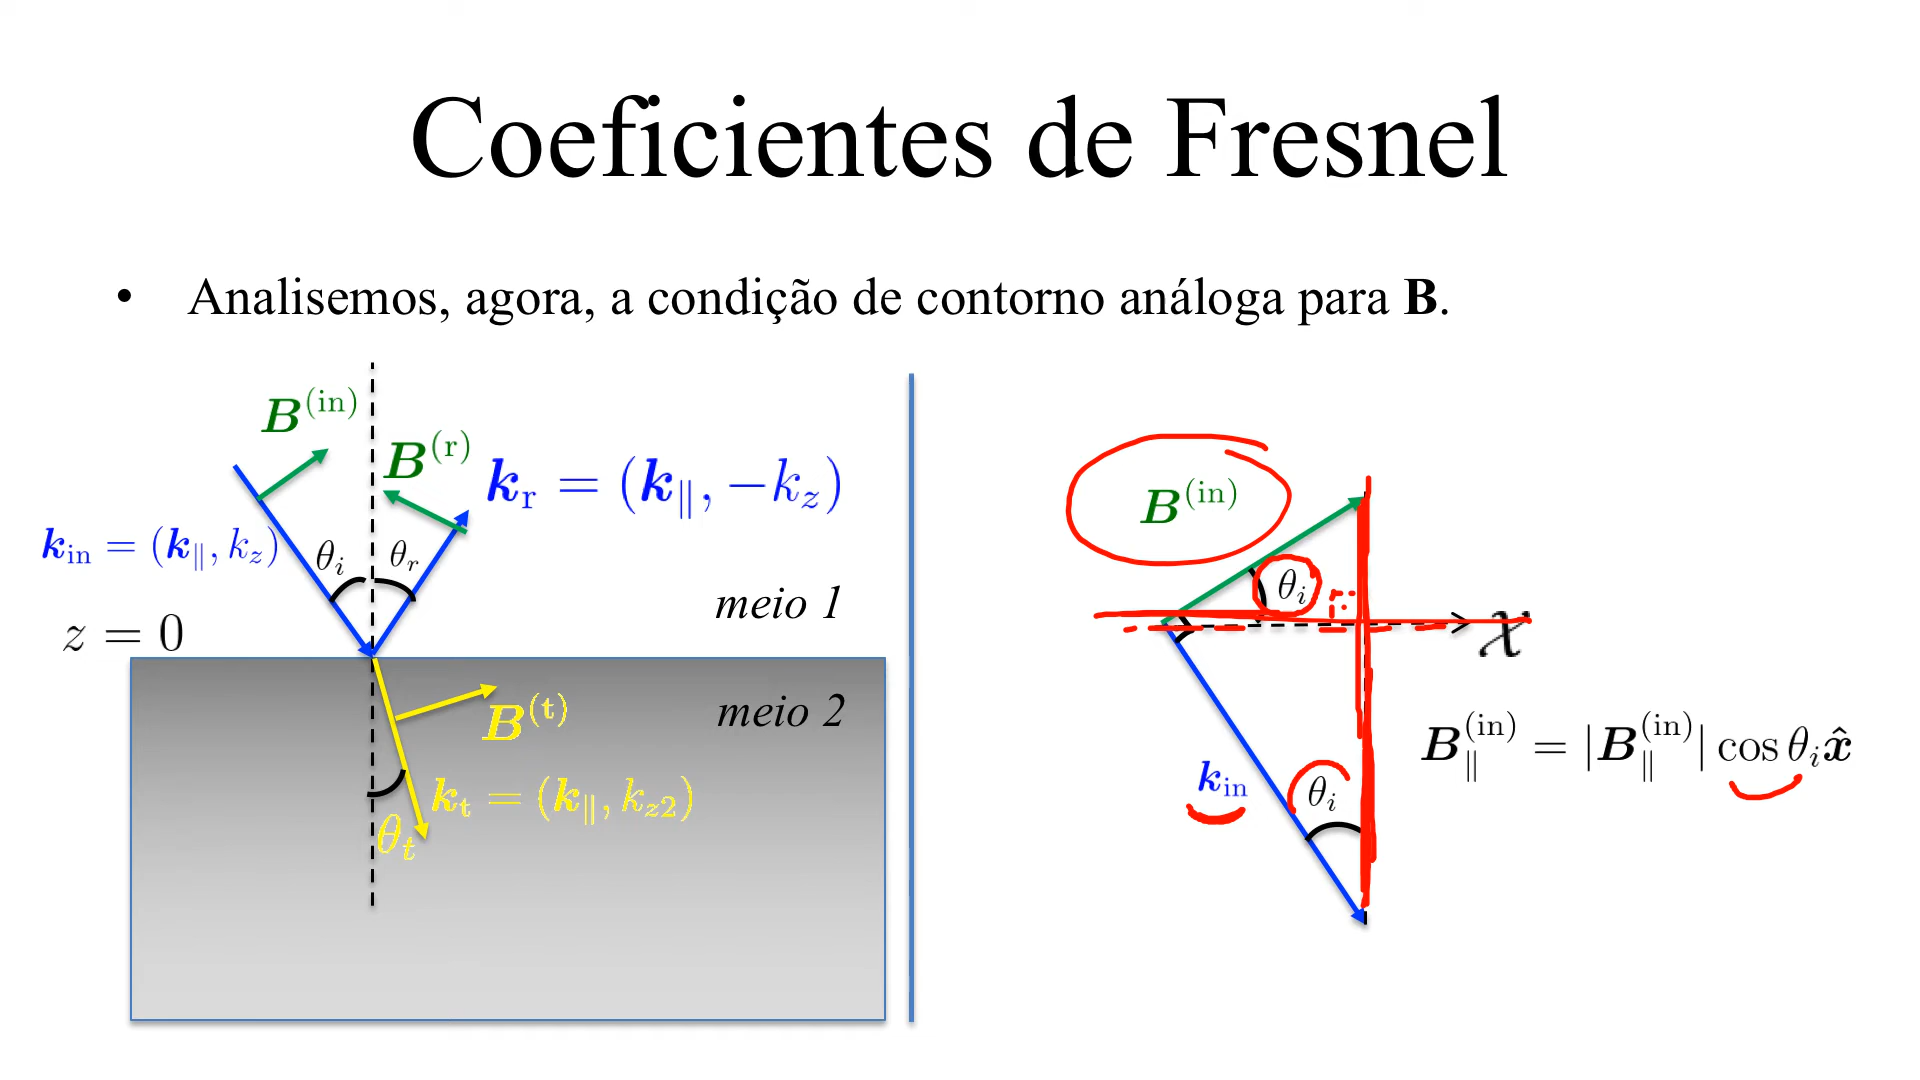 Coeficientes de Fresnel
• Analisemos, agora, a condição de contorno análoga para B.
B^(in)
B^(r)
k_r = (k_∥, −k_z)
k_in = (k_∥, k_z)
θ_i
θ_r
meio 1
z = 0
meio 2
B^(t)
k_t = (k_∥, k_z2)
θ_t
B^(in)
θ_i
x
B_∥^(in) = |B_∥^(in)| cos θ_i x̂
k_in
θ_i